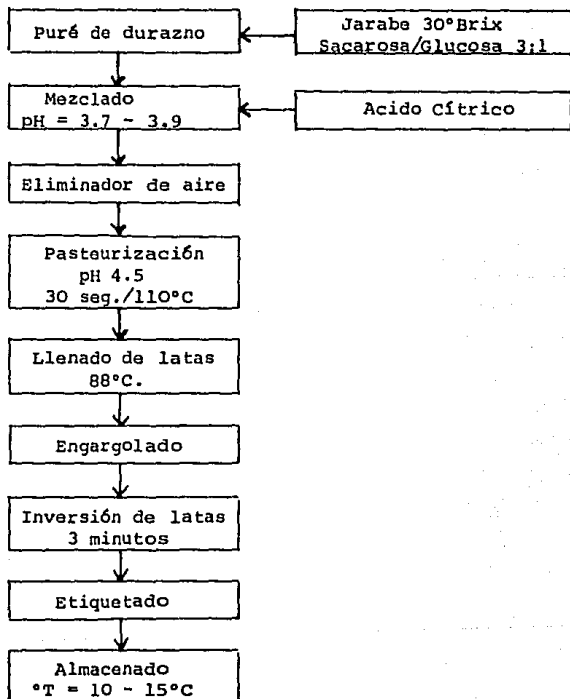 Puré de durazno
Jarabe 30°Brix
Sacarosa/Glucosa 3:1
Mezclado
pH = 3.7 - 3.9
Acido Cítrico
Eliminador de aire
Pasteurización
pH 4.5
30 seg./110°C
Llenado de latas
88°C.
Engargolado
Inversión de latas
3 minutos
Etiquetado
Almacenado
°T = 10 - 15°C